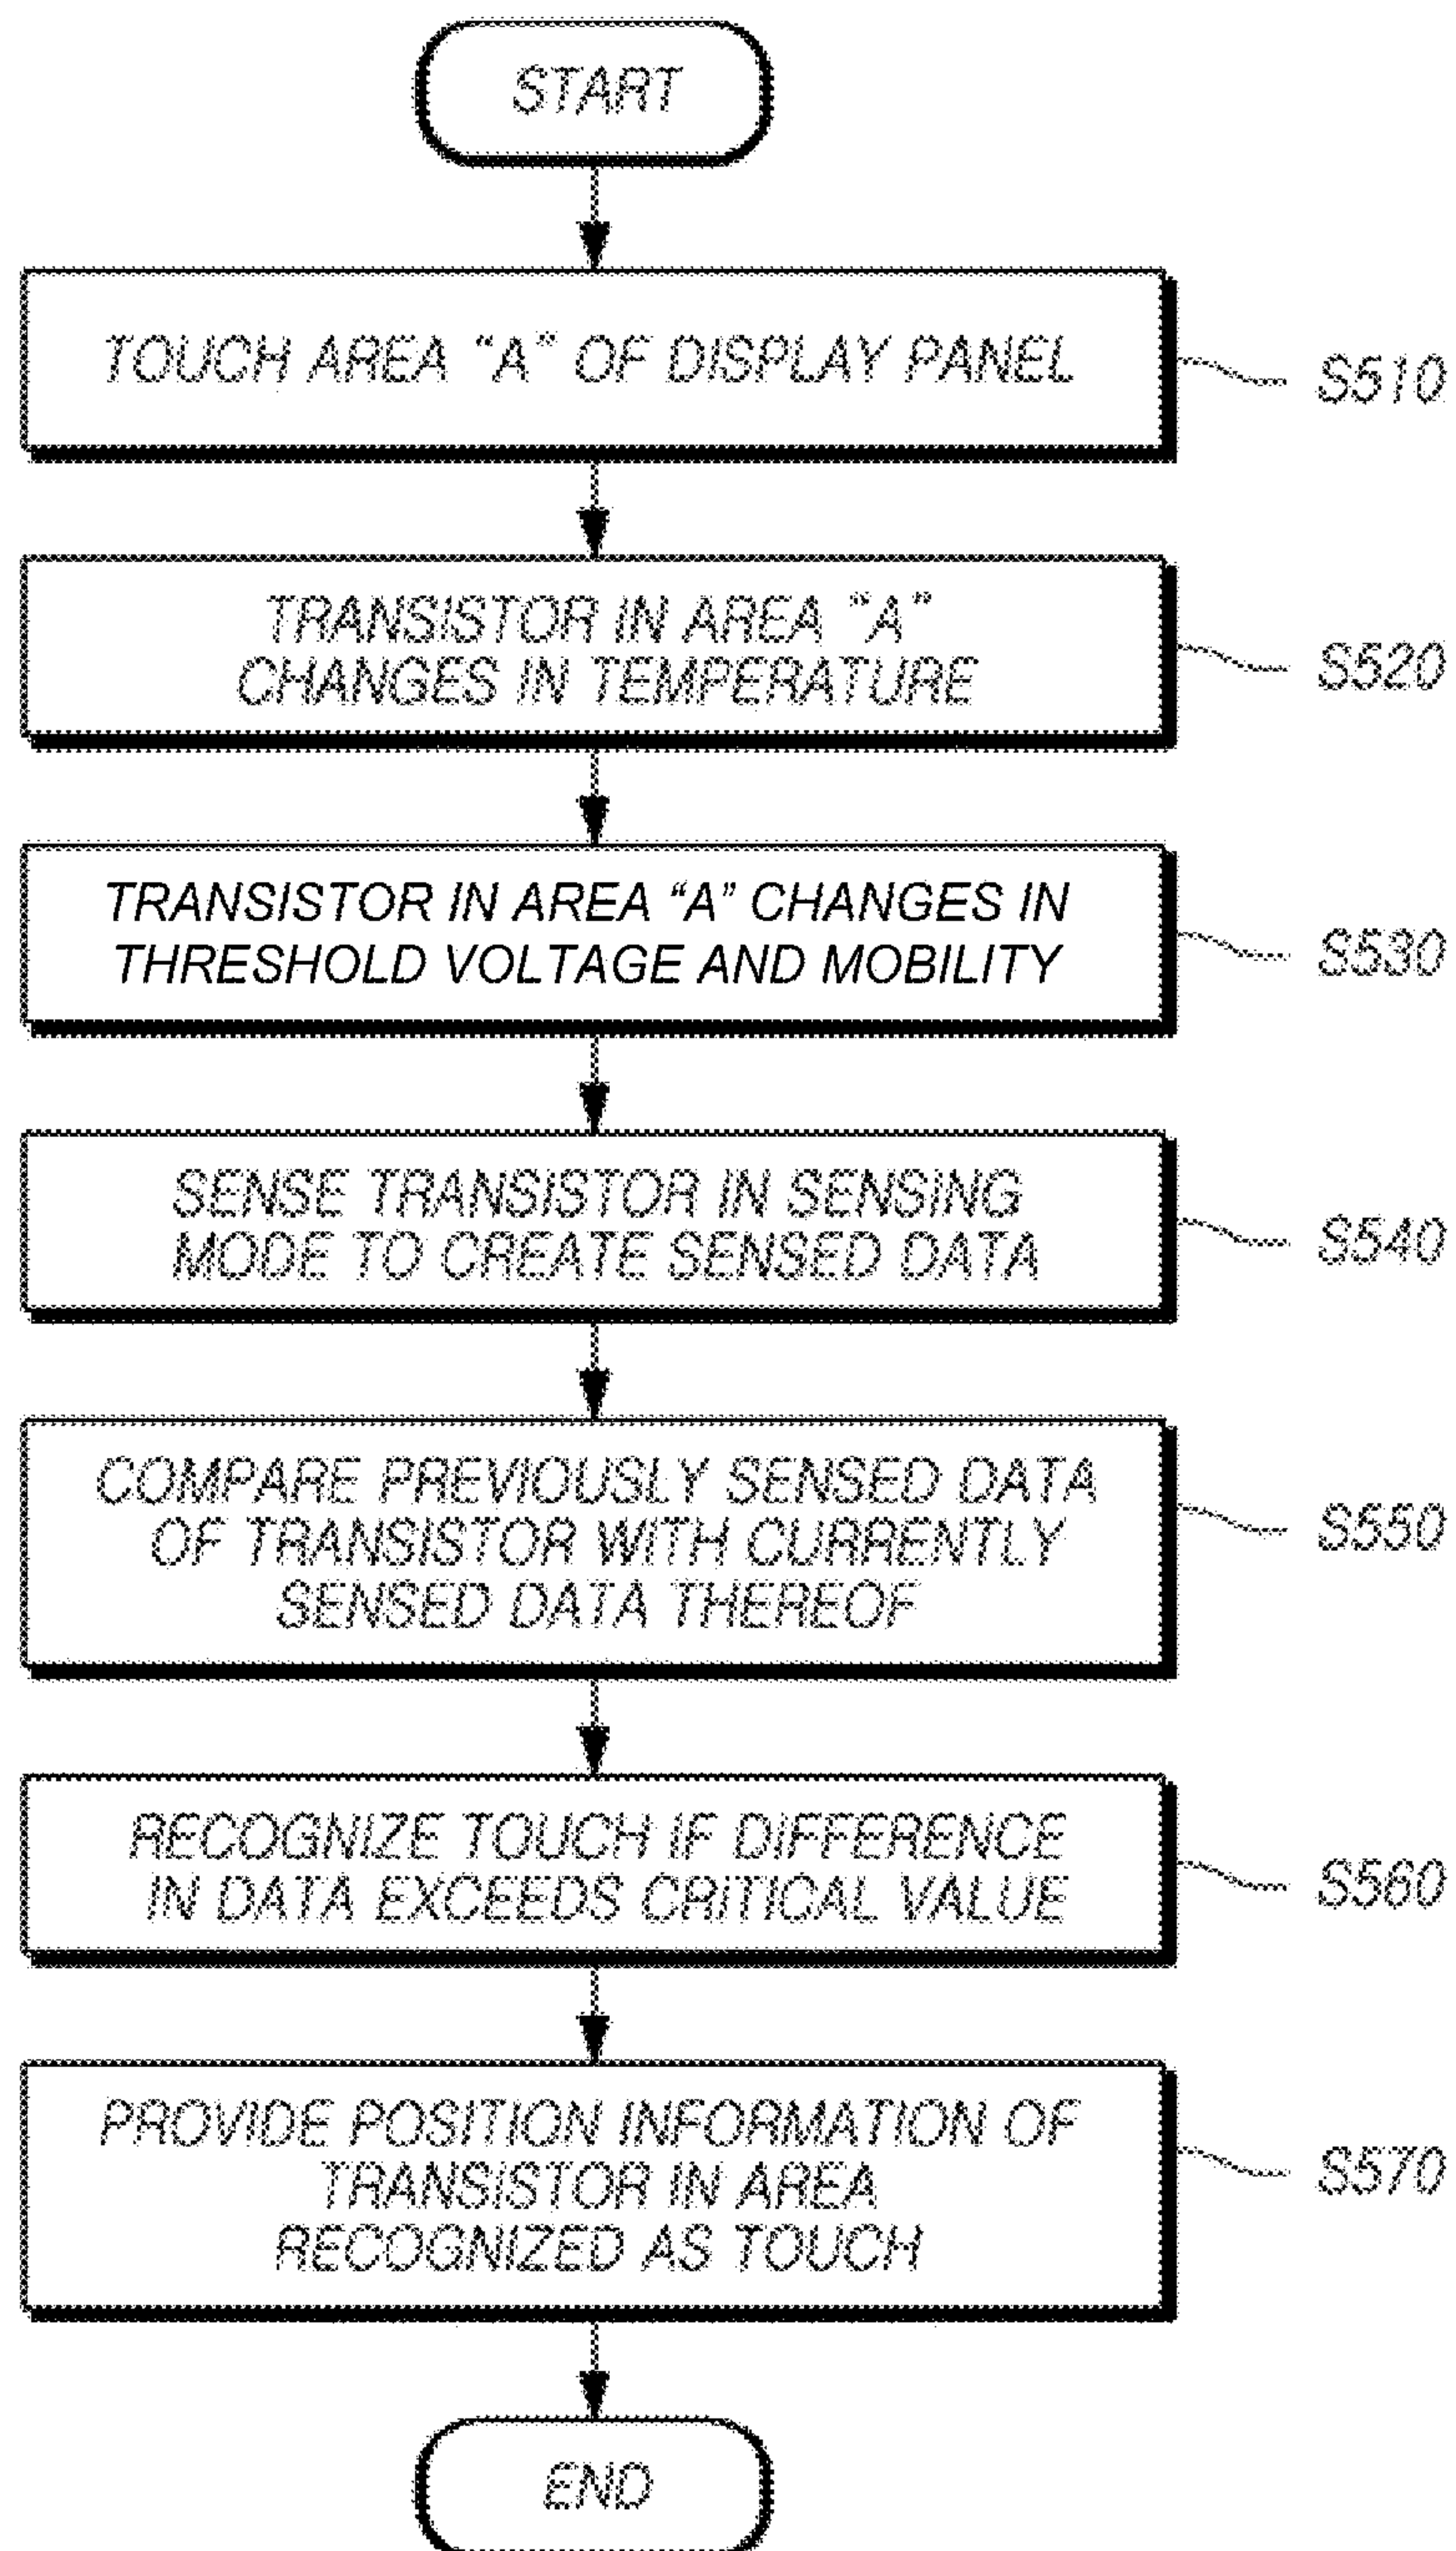 START
TOUCH AREA “A” OF DISPLAY PANEL
S510
TRANSISTOR IN AREA “A”
CHANGES IN TEMPERATURE
S520
TRANSISTOR IN AREA “A” CHANGES IN
THRESHOLD VOLTAGE AND MOBILITY
S530
SENSE TRANSISTOR IN SENSING
MODE TO CREATE SENSED DATA
S540
COMPARE PREVIOUSLY SENSED DATA
OF TRANSISTOR WITH CURRENTLY
SENSED DATA THEREOF
S550
RECOGNIZE TOUCH IF DIFFERENCE
IN DATA EXCEEDS CRITICAL VALUE
S560
PROVIDE POSITION INFORMATION OF
TRANSISTOR IN AREA
RECOGNIZED AS TOUCH
S570
END